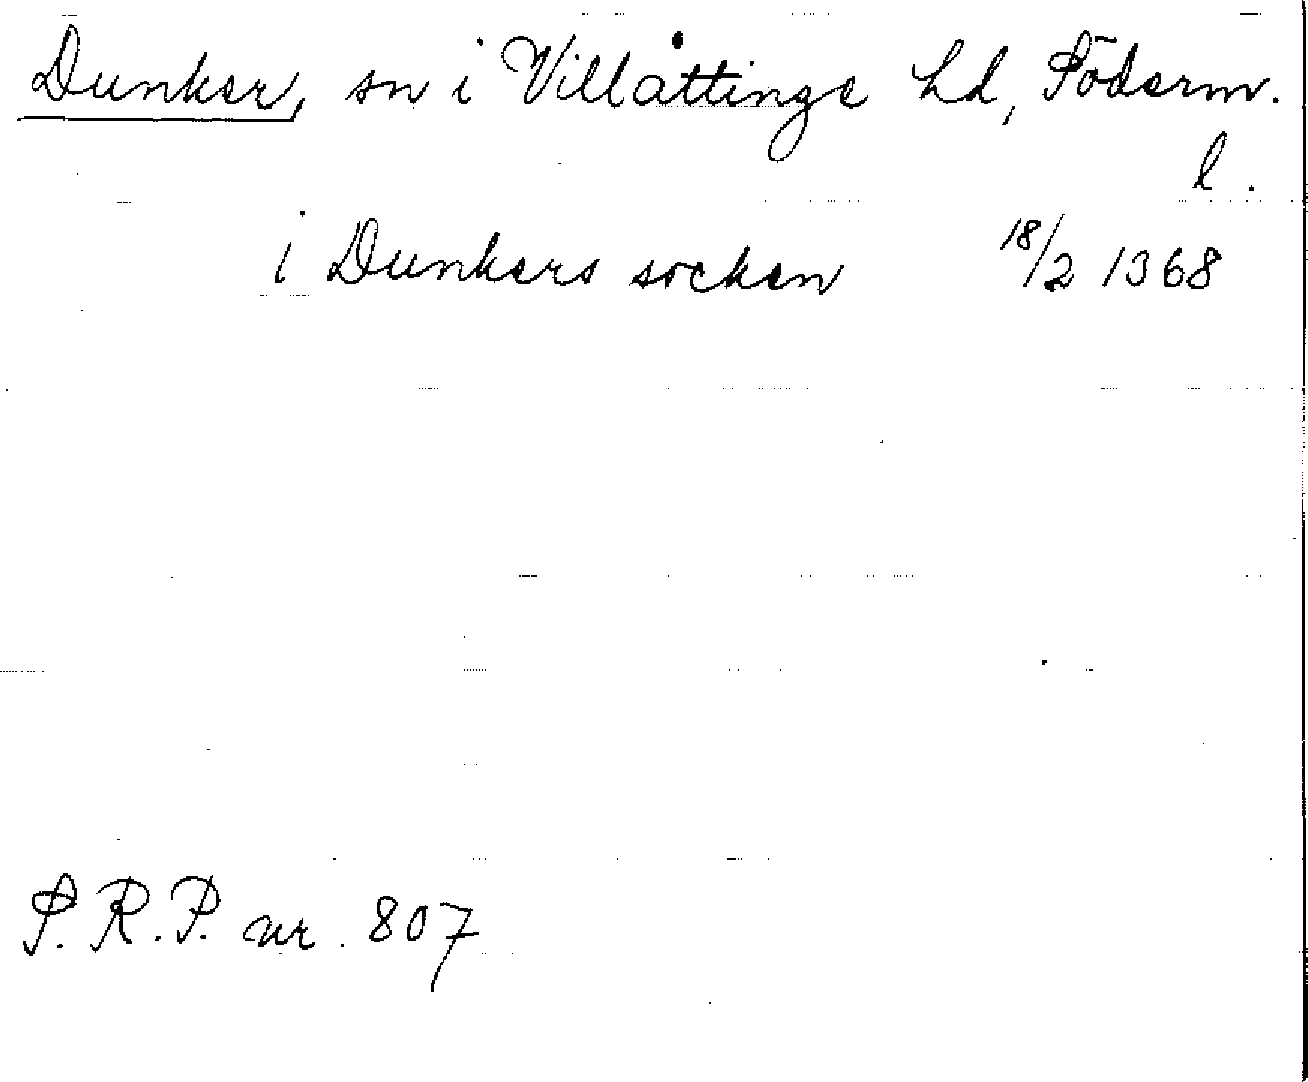 Dunker, sn i Villåttinge hd, Söderm.
l.
i Dunkers socken 18/2 1368
S.R.P. nr. 807